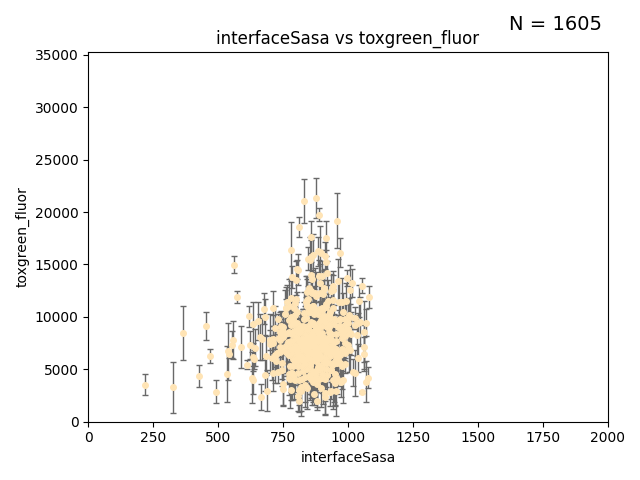 N = 1605
interfaceSasa vs toxgreen_fluor
toxgreen_fluor
35000
30000
25000
20000
15000
10000
5000
0
0 250 500 750 1000 1250 1500 1750 2000
interfaceSasa